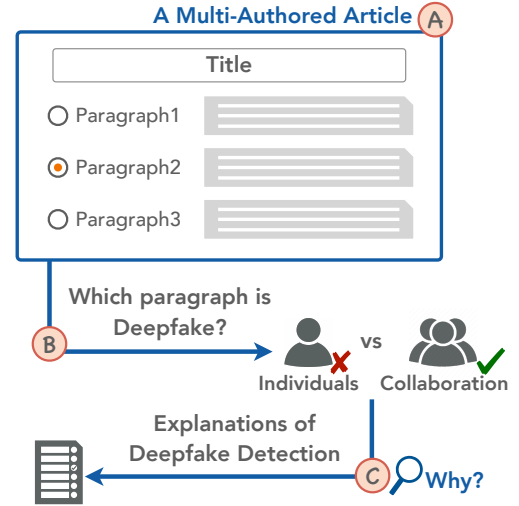 A Multi-Authored Article A
Title
Paragraph1
Paragraph2
Paragraph3
Which paragraph is
Deepfake?
B
vs
Individuals Collaboration
Explanations of
Deepfake Detection
C Why?